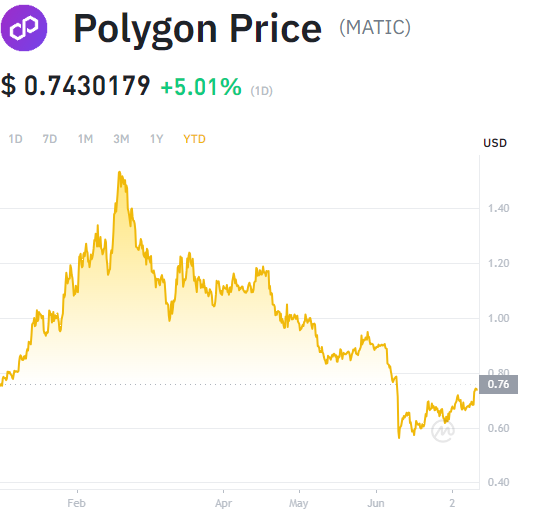 Polygon Price (MATIC)
$ 0.7430179 +5.01% (1D)
1D 7D 1M 3M 1Y YTD
USD
1.40
1.20
1.00
0.80
0.76
0.60
0.40
Feb Apr May Jun 2